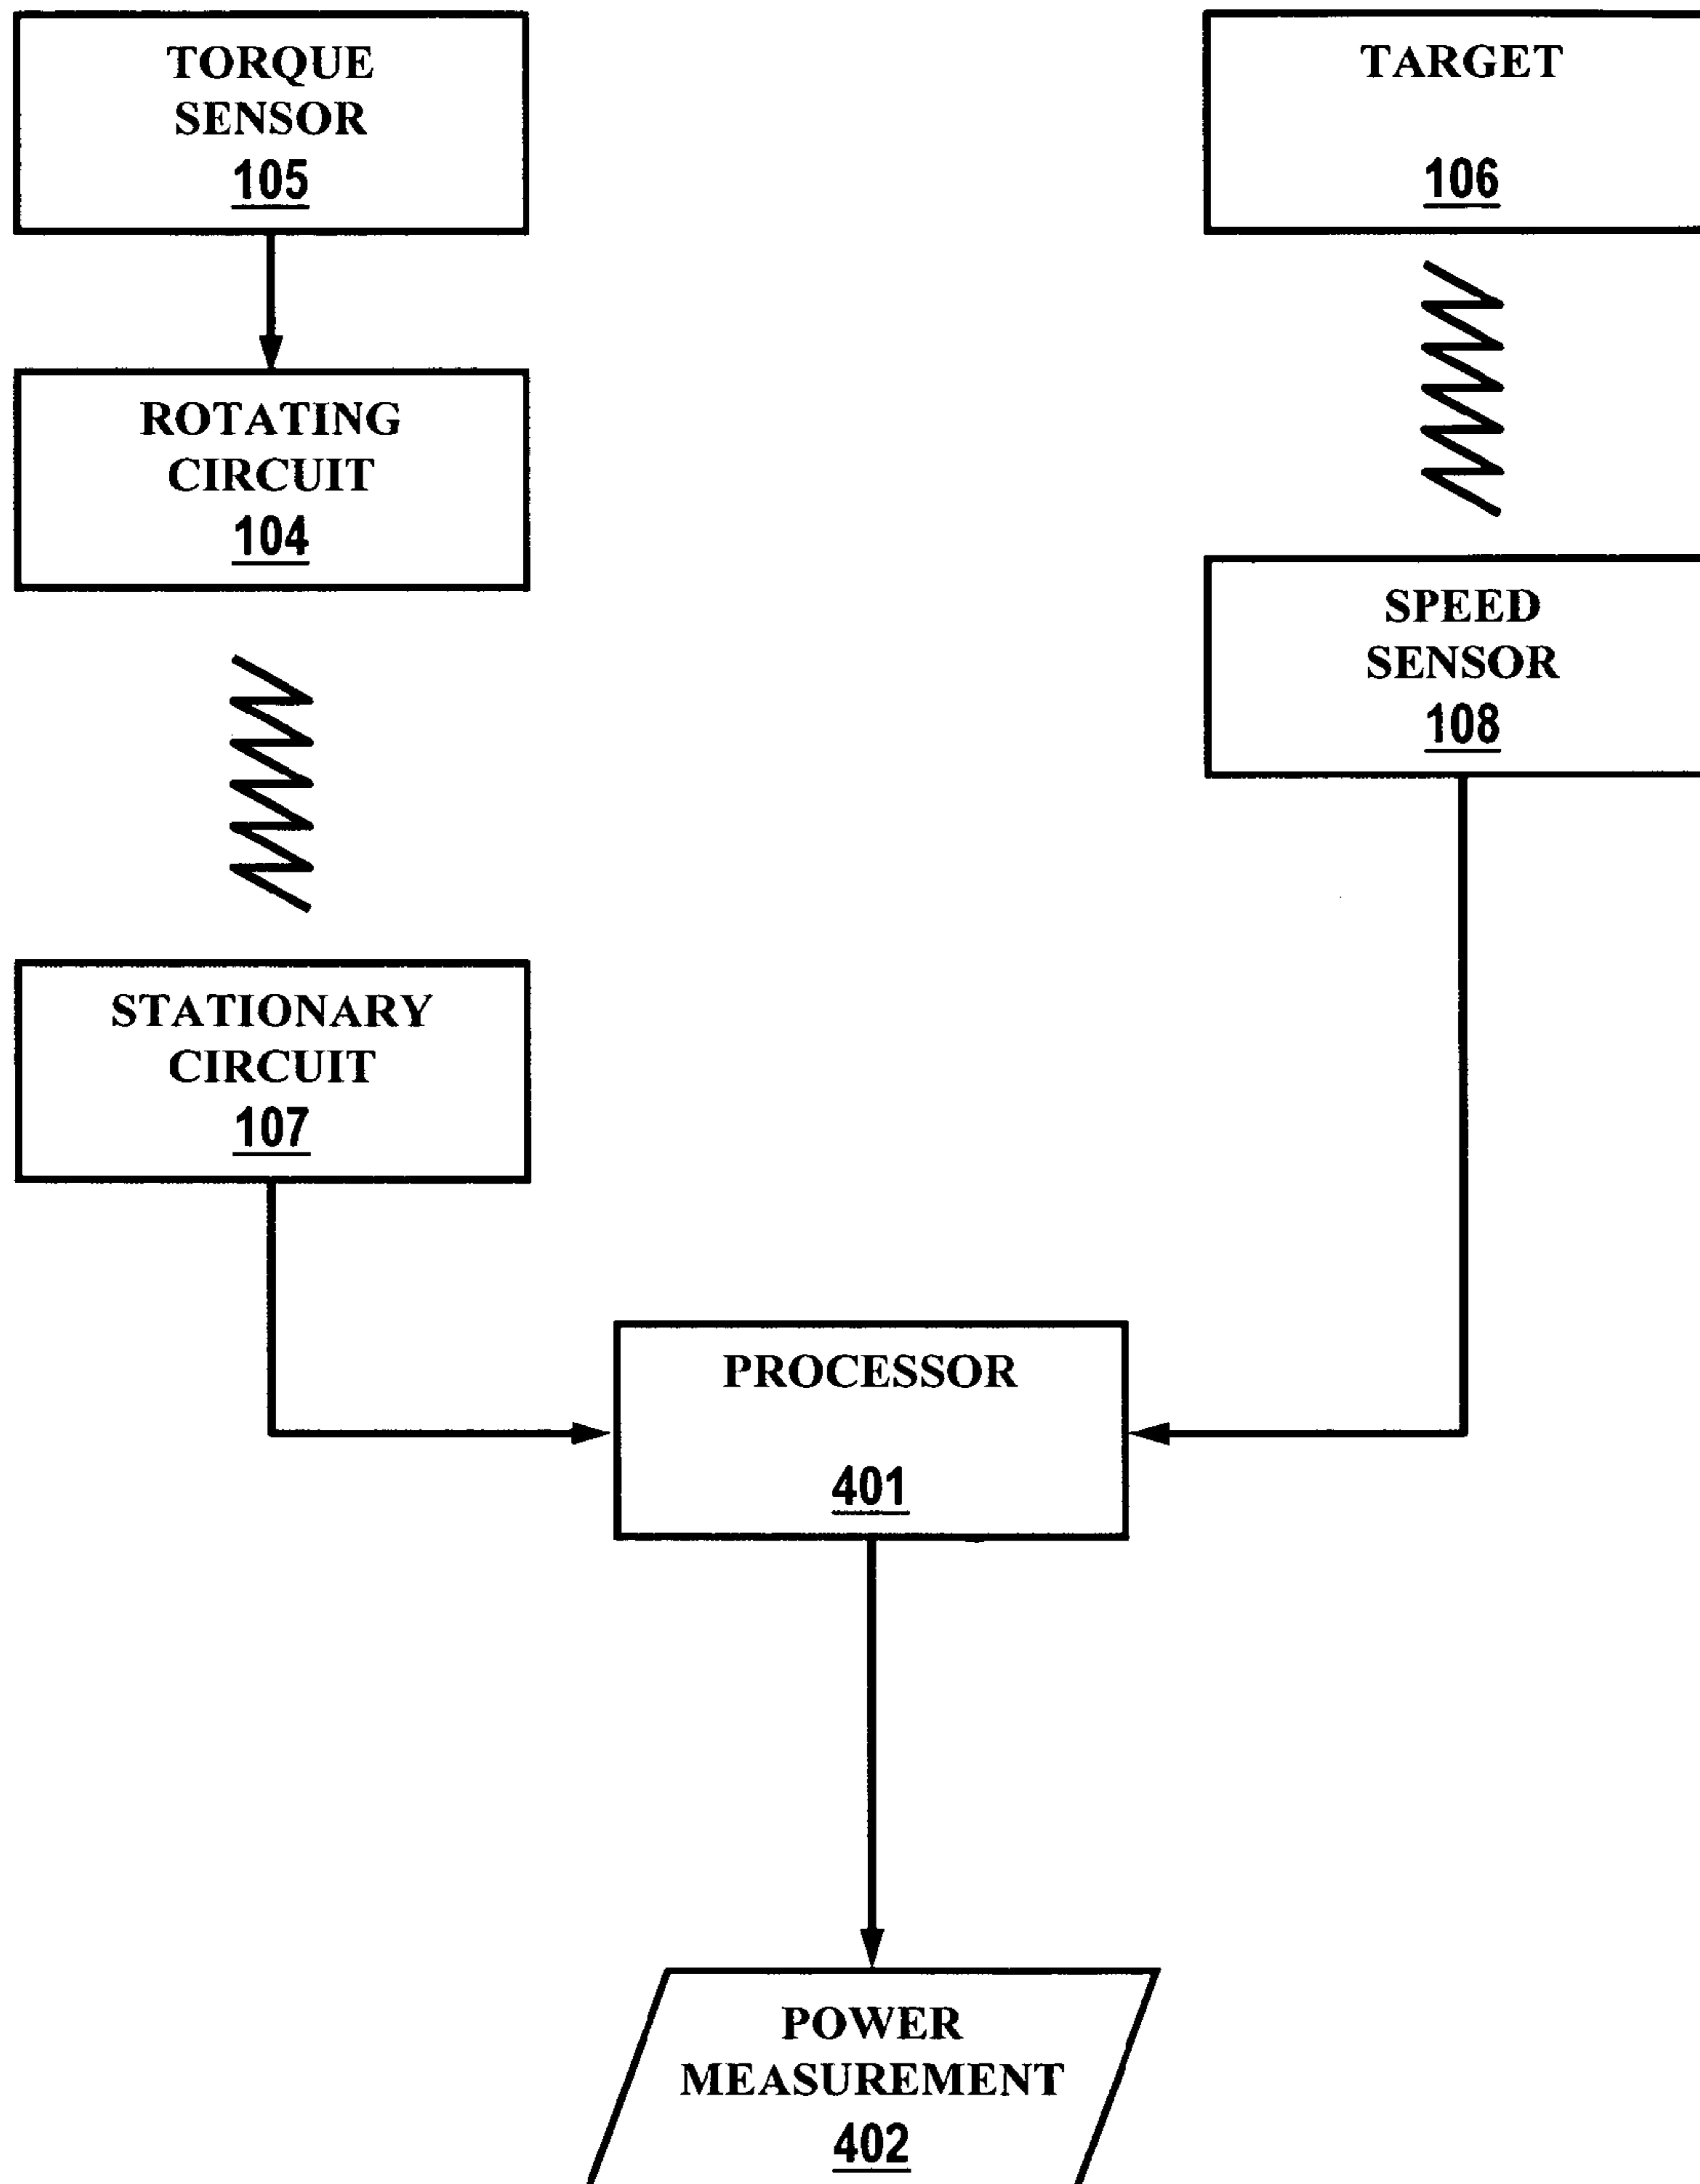 TORQUE
SENSOR
105
TARGET
106
ROTATING
CIRCUIT
104
SPEED
SENSOR
108
STATIONARY
CIRCUIT
107
PROCESSOR
401
POWER
MEASUREMENT
402